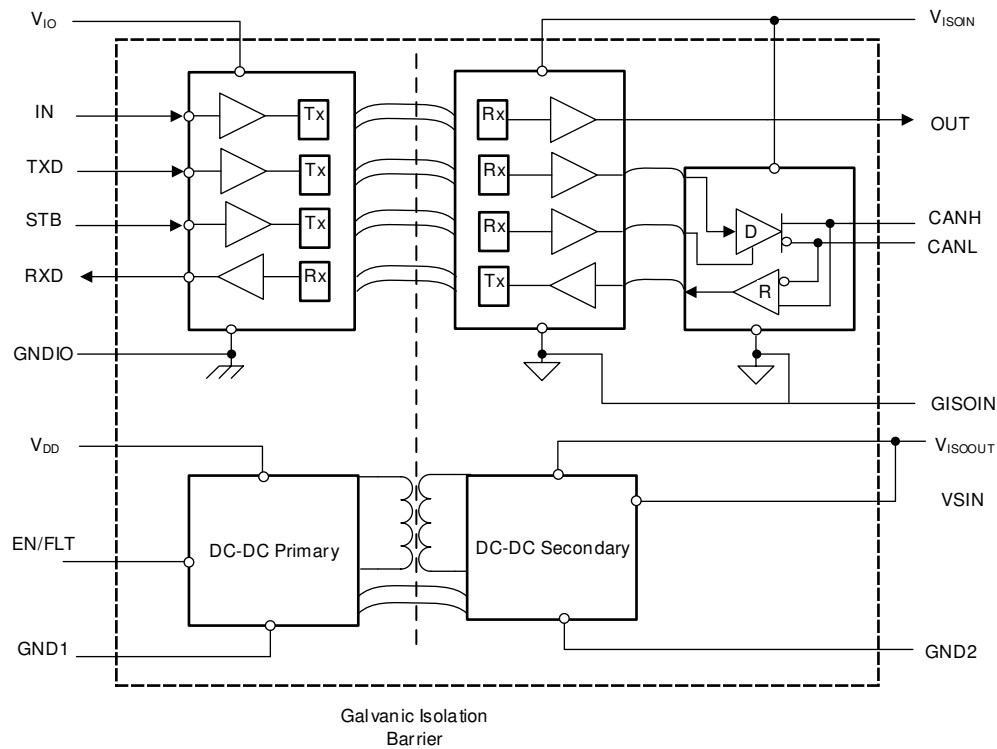 VIO
VISOIN
IN
Tx
Rx
OUT
TXD
Tx
Rx
STB
Tx
Rx
D
CANH
CANL
RXD
Rx
Tx
R
GNDIO
GISOIN
VDD
VISOOUT
VSIN
DC-DC Primary
DC-DC Secondary
EN/FLT
GND1
GND2
Galvanic Isolation
Barrier